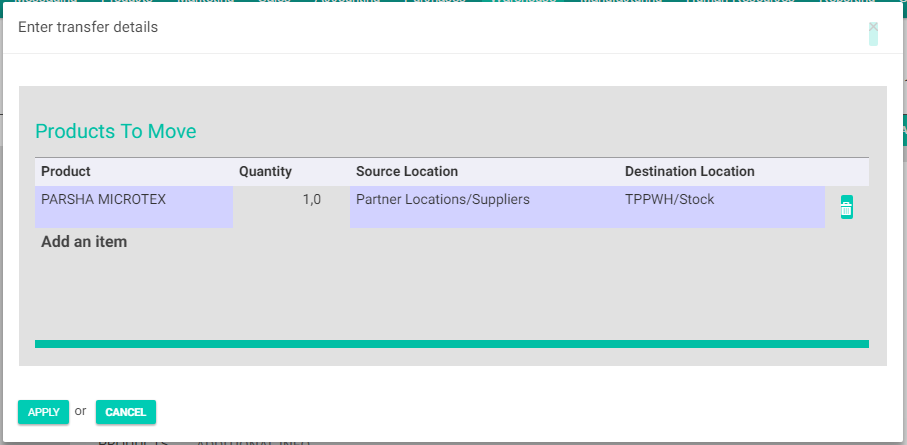 Enter transfer details
×
Products To Move
Product Quantity Source Location Destination Location
PARSHA MICROTEX 1,0 Partner Locations/Suppliers TPPWH/Stock
Add an item
APPLY or CANCEL